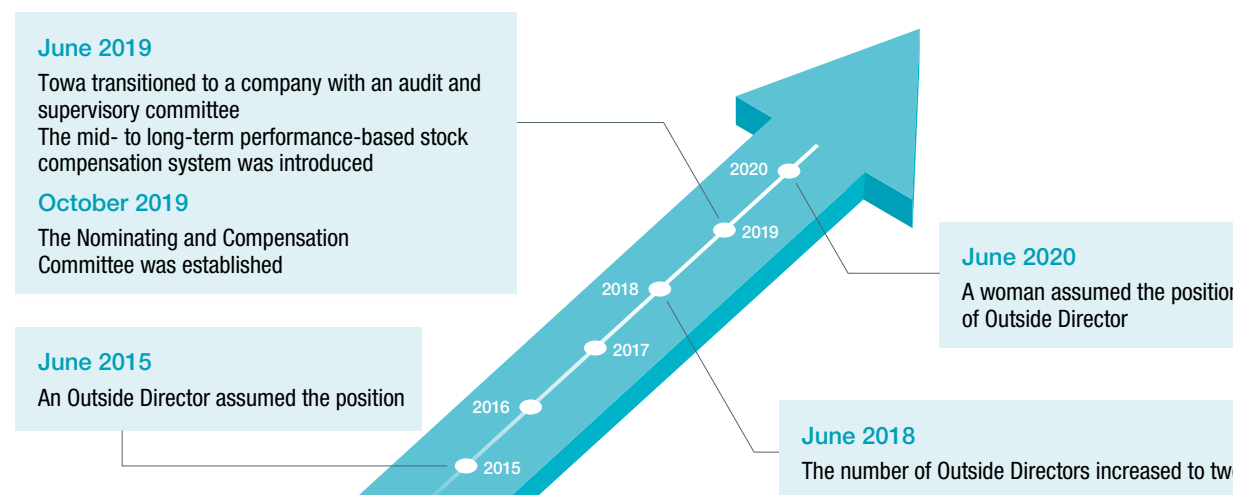 June 2019
Towa transitioned to a company with an audit and
supervisory committee
The mid- to long-term performance-based stock
compensation system was introduced
October 2019
The Nominating and Compensation
Committee was established
June 2015
An Outside Director assumed the position
2020
2019
2018
2017
2016
2015
June 2020
A woman assumed the position
of Outside Director
June 2018
The number of Outside Directors increased to